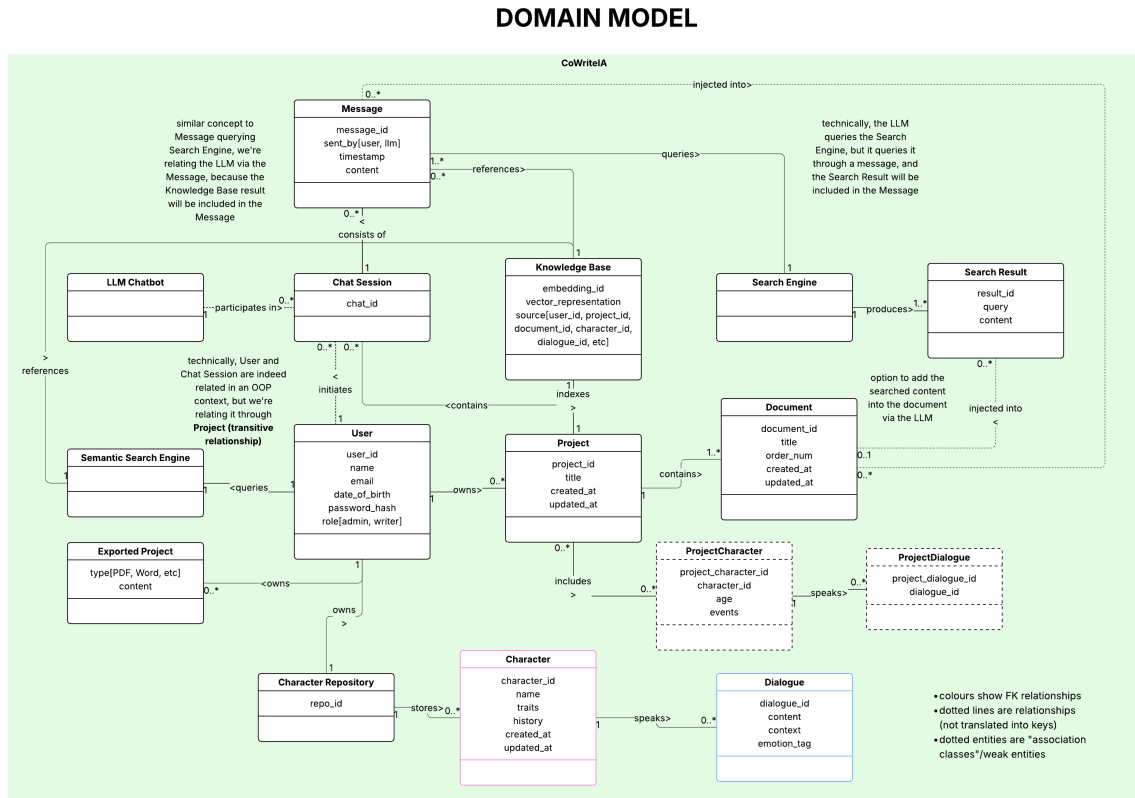 DOMAIN MODEL
CoWriteIA
injected into>
0..*
Message
message_id
sent_by[user, llm]
timestamp
content
similar concept to
Message querying
Search Engine, we're
relating the LLM via the
Message, because the
Knowledge Base result
will be included in the
Message
technically, the LLM
queries the Search
Engine, but it queries it
through a message, and
the Search Result will be
included in the Message
queries>
1..*
0..*
references>
0..*
<
consists of
1
1
1
LLM Chatbot
1
participates in>
0..*
Chat Session
chat_id
Knowledge Base
embedding_id
vector_representation
source[user_id, project_id,
document_id, character_id,
dialogue_id, etc]
Search Engine
1
produces>
1..*
Search Result
result_id
query
content
0..*
>
references
technically, User and
Chat Session are indeed
related in an OOP
context, but we're
relating it through
Project (transitive
relationship)
0..*
0..*
<
initiates
1
<contains
1
indexes
>
1
option to add the
searched content
into the document
via the LLM
injected into
<
0..1
0..*
Document
document_id
title
order_num
created_at
updated_at
User
user_id
name
email
date_of_birth
password_hash
role[admin, writer]
Project
project_id
title
created_at
updated_at
1
contains>
1..*
Semantic Search Engine
1
1
<queries
1
1
owns>
0..*
Exported Project
type[PDF, Word, etc]
content
0..*
<owns
1
owns
>
1
0..*
includes
>
0..*
ProjectCharacter
project_character_id
character_id
age
events
1
speaks>
0..*
ProjectDialogue
project_dialogue_id
dialogue_id
Character Repository
repo_id
1
stores>
0..*
Character
character_id
name
traits
history
created_at
updated_at
1
speaks>
0..*
Dialogue
dialogue_id
content
context
emotion_tag
•colours show FK relationships
•dotted lines are relationships
(not translated into keys)
•dotted entities are "association
classes"/weak entities